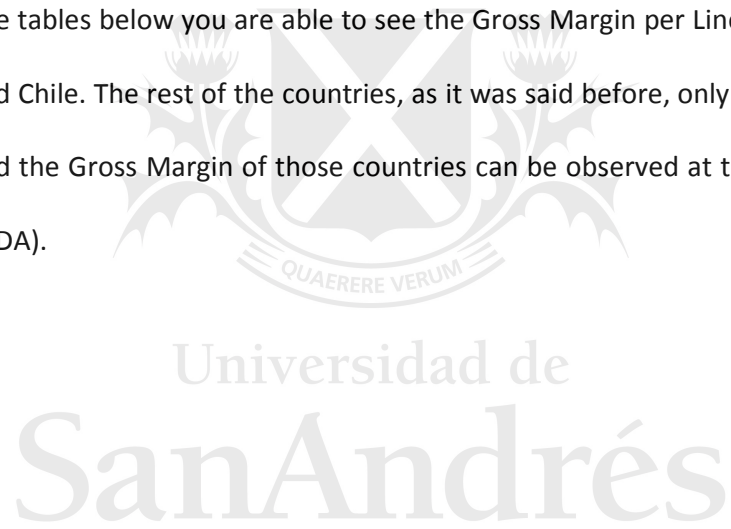 e tables below you are able to see the Gross Margin per Line
d Chile. The rest of the countries, as it was said before, only
d the Gross Margin of those countries can be observed at t
DA).
QUAERERE VERUM
Universidad de
SanAndrés